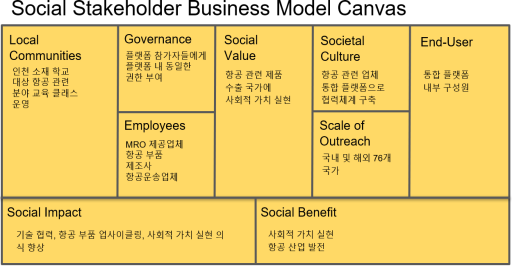 Social Stakeholder Business Model Canvas
Local
Communities
인천 소재 학교
대상 항공 관련
분야 교육 클래스
운영
Governance
플랫폼 참가자들에게
플랫폼 내 동일한
권한 부여
Employees
MRO 제공업체
항공 부품
제조사
항공운송업체
Social
Value
항공 관련 제품
수출 국가에
사회적 가치 실현
Societal
Culture
항공 관련 업체
통합 플랫폼으로
협력체계 구축
Scale of
Outreach
국내 및 해외 76개
국가
End-User
통합 플랫폼
내부 구성원
Social Impact
기술 협력, 항공 부품 업사이클링, 사회적 가치 실현 의
식 향상
Social Benefit
사회적 가치 실현
항공 산업 발전